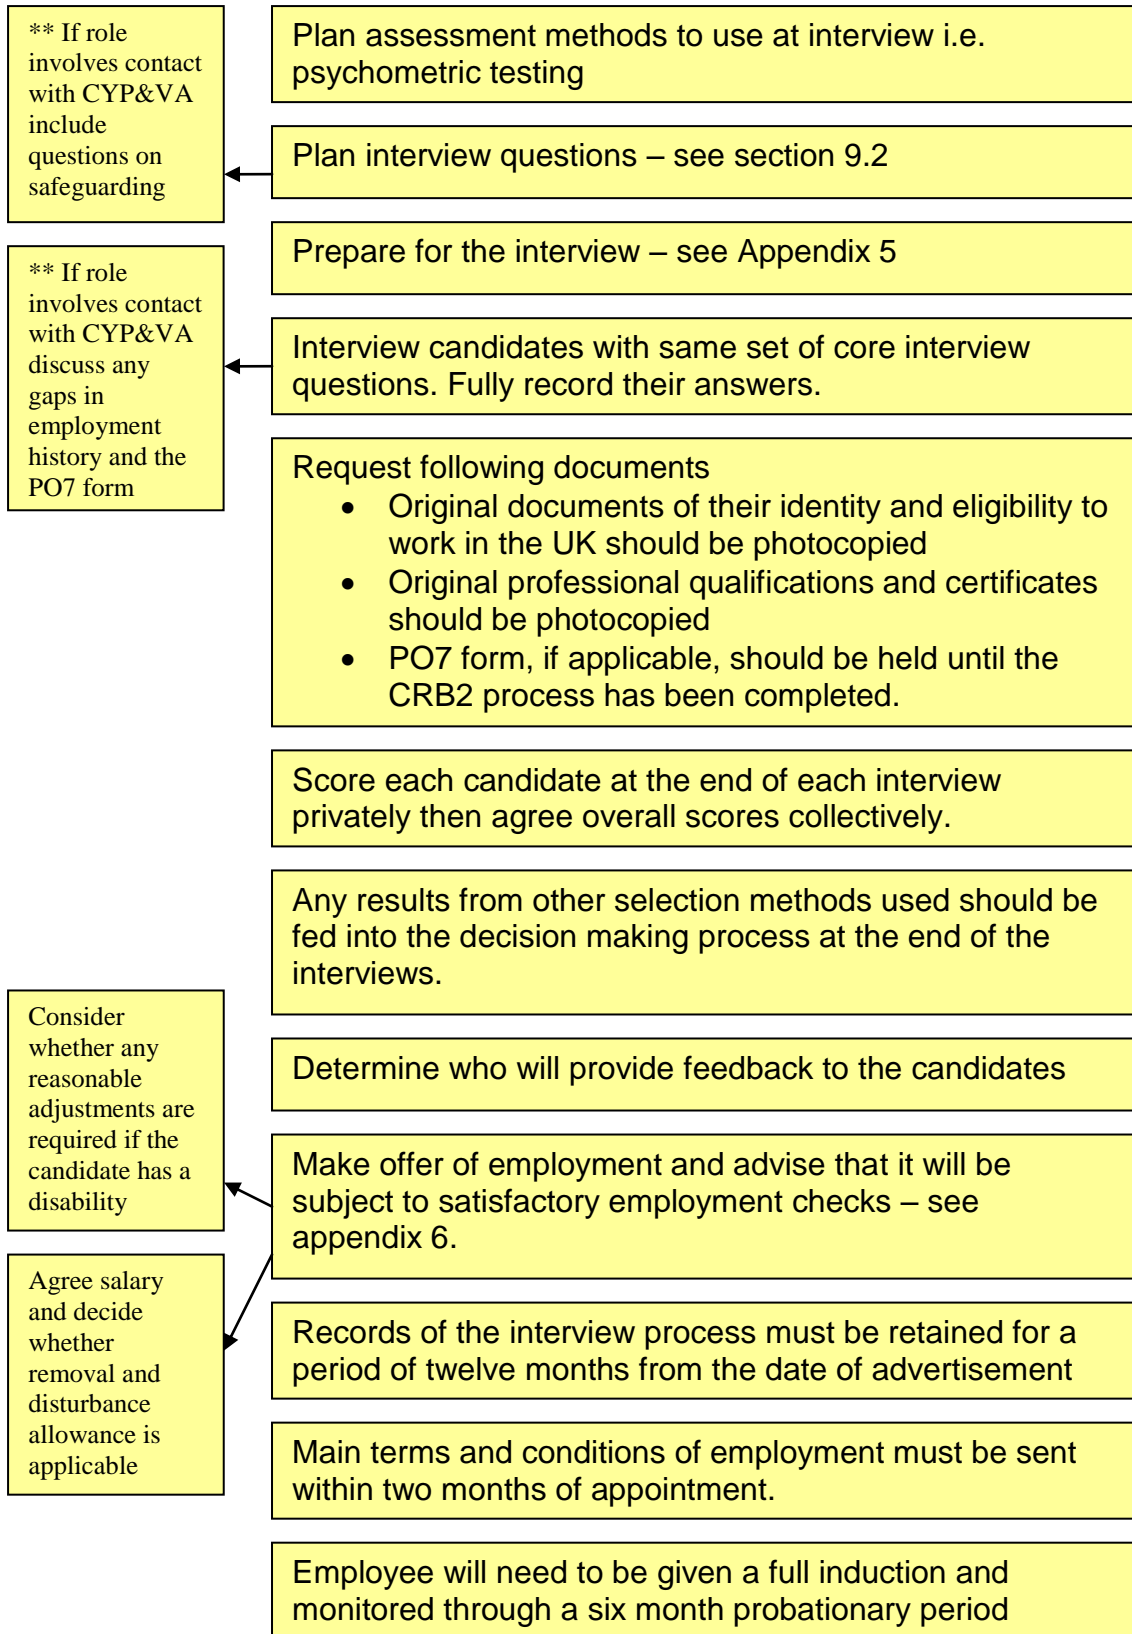 ** If role
involves contact
with CYP&VA
include
questions on
safeguarding
Plan assessment methods to use at interview i.e.
psychometric testing
Plan interview questions – see section 9.2
Prepare for the interview – see Appendix 5
** If role
involves contact
with CYP&VA
discuss any
gaps in
employment
history and the
PO7 form
Interview candidates with same set of core interview
questions. Fully record their answers.
Request following documents
• Original documents of their identity and eligibility to
work in the UK should be photocopied
• Original professional qualifications and certificates
should be photocopied
• PO7 form, if applicable, should be held until the
CRB2 process has been completed.
Score each candidate at the end of each interview
privately then agree overall scores collectively.
Any results from other selection methods used should be
fed into the decision making process at the end of the
interviews.
Consider
whether any
reasonable
adjustments are
required if the
candidate has a
disability
Determine who will provide feedback to the candidates
Make offer of employment and advise that it will be
subject to satisfactory employment checks – see
appendix 6.
Agree salary
and decide
whether
removal and
disturbance
allowance is
applicable
Records of the interview process must be retained for a
period of twelve months from the date of advertisement
Main terms and conditions of employment must be sent
within two months of appointment.
Employee will need to be given a full induction and
monitored through a six month probationary period